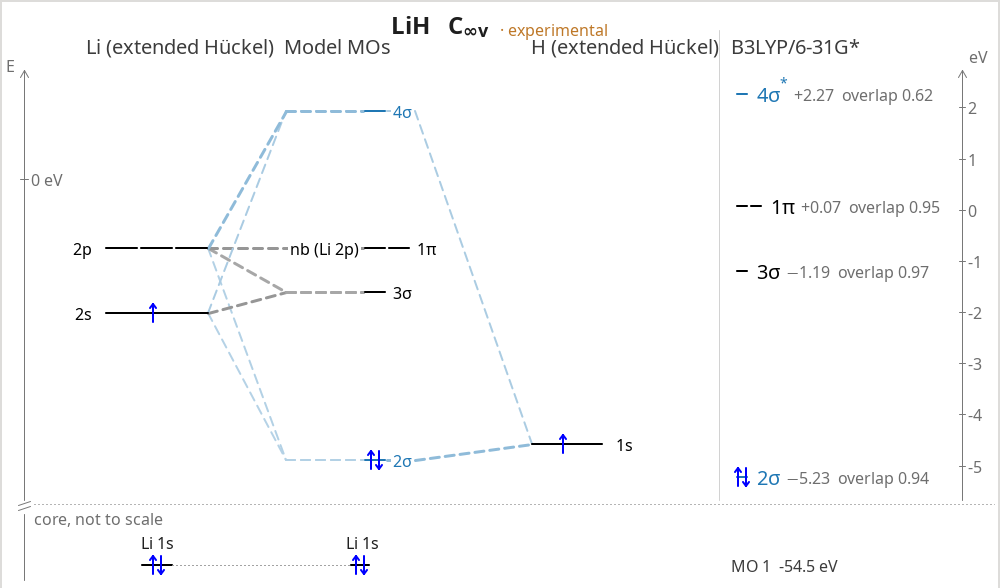 LiH C∞v · experimental
Li (extended Hückel) Model MOs H (extended Hückel) B3LYP/6-31G*
E eV
4σ* +2.27 overlap 0.62
2
4σ
1
0 eV
1π +0.07 overlap 0.95
0
2p nb (Li 2p) 1π
-1
3σ −1.19 overlap 0.97
3σ
2s
-2
-3
-4
1s
2σ
-5
2σ −5.23 overlap 0.94
core, not to scale
Li 1s Li 1s
MO 1 -54.5 eV